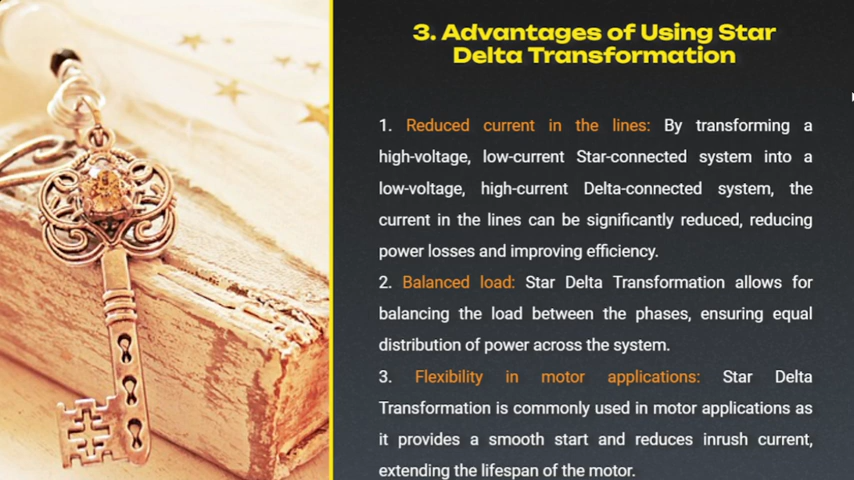 3. Advantages of Using Star
Delta Transformation
1. Reduced current in the lines: By transforming a
high-voltage, low-current Star-connected system into a
low-voltage, high-current Delta-connected system, the
current in the lines can be significantly reduced, reducing
power losses and improving efficiency.
2. Balanced load: Star Delta Transformation allows for
balancing the load between the phases, ensuring equal
distribution of power across the system.
3. Flexibility in motor applications: Star Delta
Transformation is commonly used in motor applications as
it provides a smooth start and reduces inrush current,
extending the lifespan of the motor.